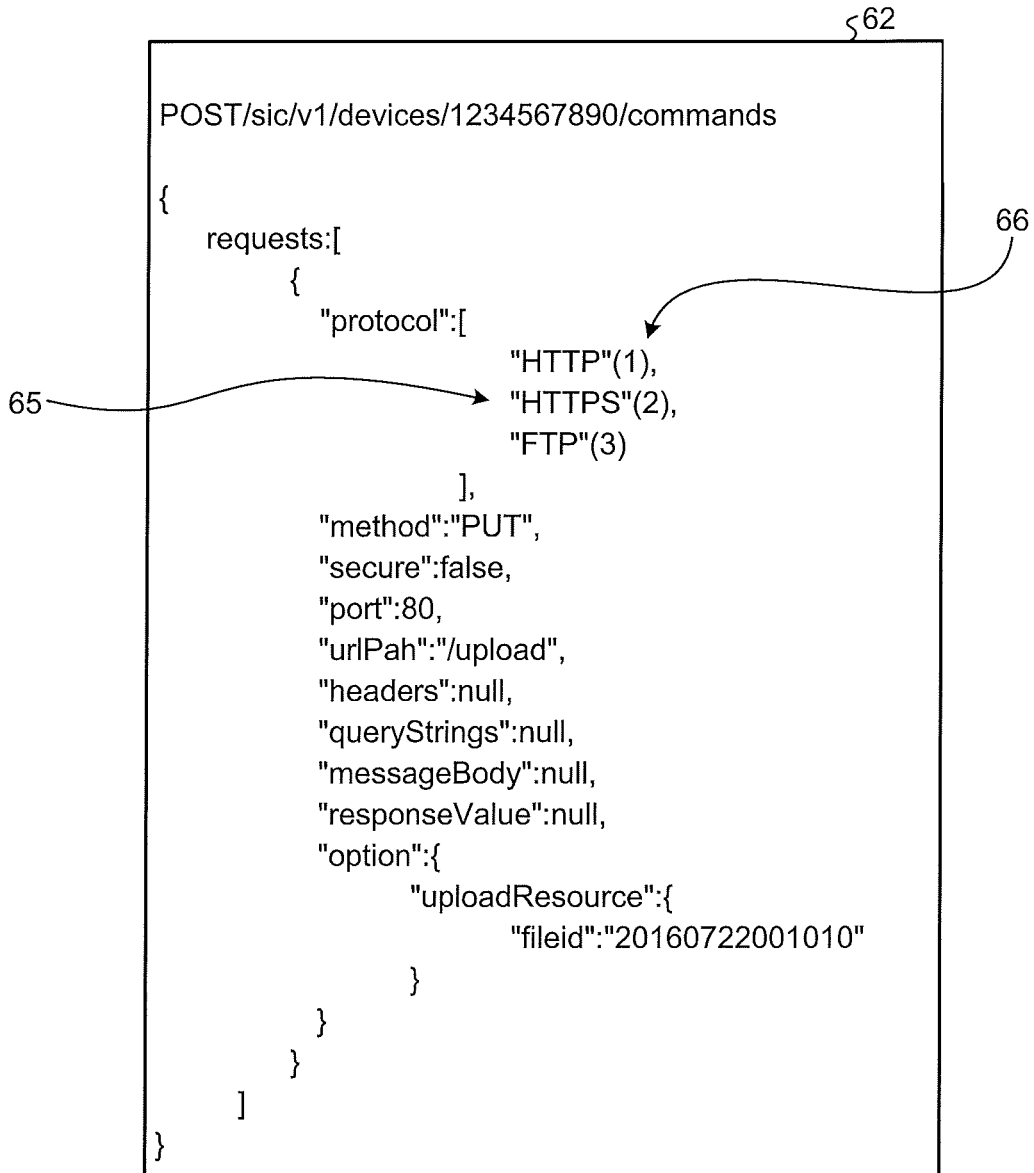 62
POST/sic/v1/devices/1234567890/commands
{
requests:[
66
{
"protocol":[
"HTTP"(1),
65
"HTTPS"(2),
"FTP"(3)
],
"method":"PUT",
"secure":false,
"port":80,
"urlPah":"/upload",
"headers":null,
"queryStrings":null,
"messageBody":null,
"responseValue":null,
"option":{
"uploadResource":{
"fileid":"20160722001010"
}
}
}
]
}